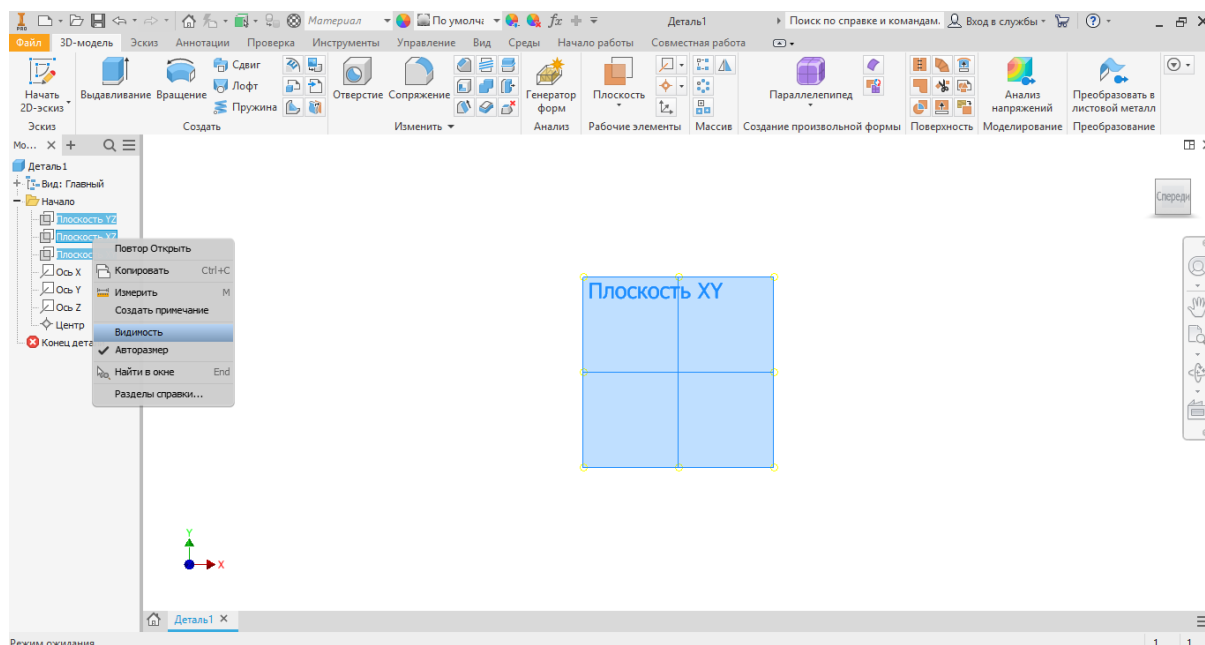 PRO Материал По умолчи fx Деталь1 Поиск по справке и командам. Вход в службы ?
Файл 3D-модель Эскиз Аннотации Проверка Инструменты Управление Вид Среды Начало работы Совместная работа
Начать 2D-эскиз
Выдавливание Вращение
Сдвиг
Лофт
Пружина
Отверстие Сопряжение
Генератор форм
Плоскость
Параллелепипед
Анализ напряжений
Преобразовать в листовой металл
Эскиз Создать Изменить Анализ Рабочие элементы Массив Создание произвольной формы Поверхность Моделирование Преобразование
Мо... × +
Деталь1
Вид: Главный
Начало
Плоскость YZ
Плоскость XZ
Плоскос
Ось X
Ось Y
Ось Z
Центр
Конец дета
Повтор Открыть
Копировать Ctrl+C
Измерить M
Создать примечание
Видимость
Авторазмер
Найти в окне End
Разделы справки...
Плоскость XY
Спереди
Y
X
Деталь1 ×
Режим ожидания
1 1